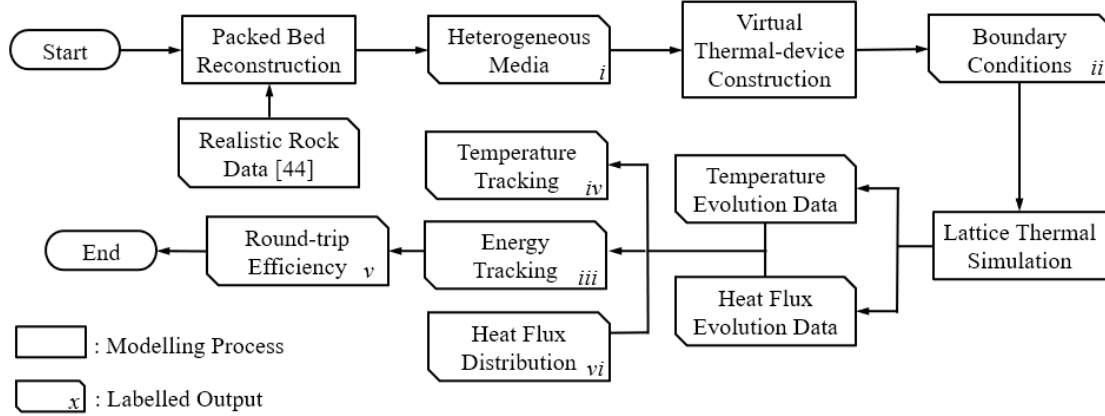 Start
Packed Bed
Reconstruction
Heterogeneous
Media
i
Virtual
Thermal-device
Construction
Boundary
Conditions
ii
Realistic Rock
Data [44]
Temperature
Tracking
iv
Temperature
Evolution Data
Lattice Thermal
Simulation
End
Round-trip
Efficiency
v
Energy
Tracking
iii
Heat Flux
Evolution Data
Heat Flux
Distribution
vi
: Modelling Process
x
: Labelled Output